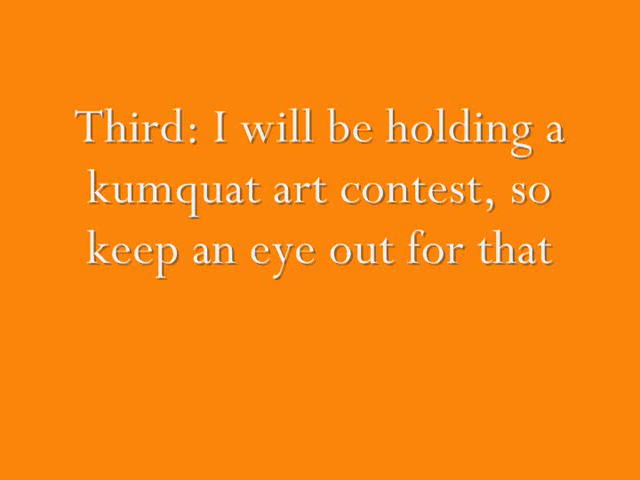 Third: I will be holding a
kumquat art contest, so
keep an eye out for that